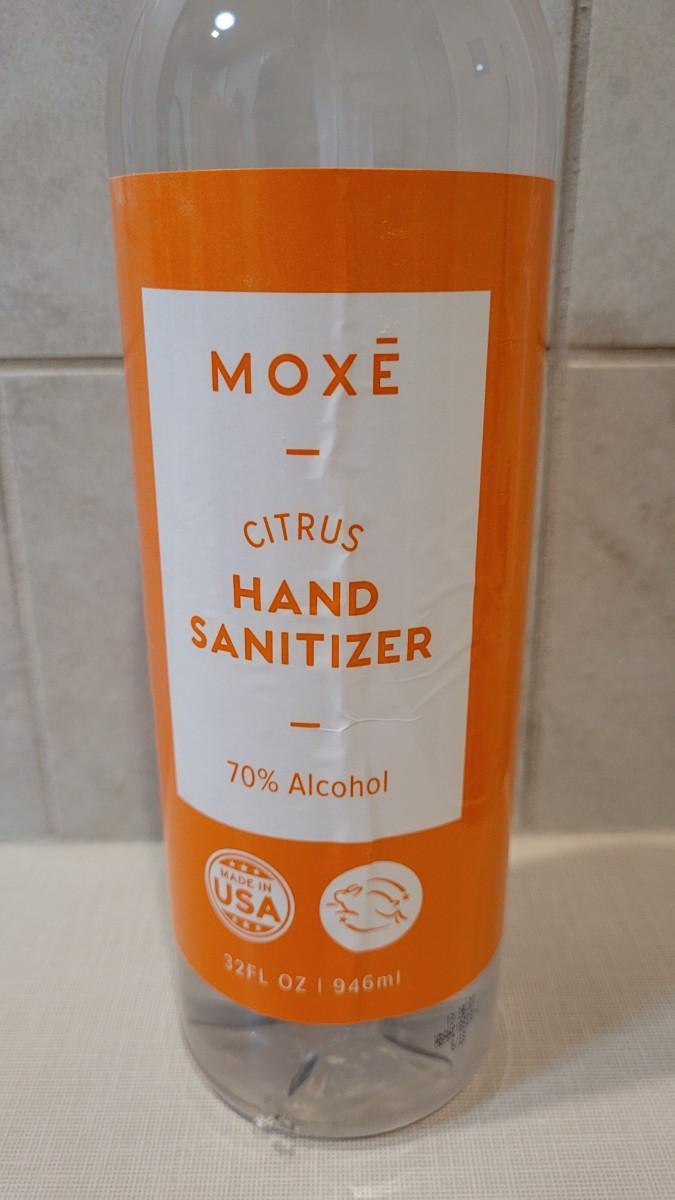 MOXĒ
CITRUS
HAND
SANITIZER
70% Alcohol
MADE IN
USA
32FL OZ | 946ml